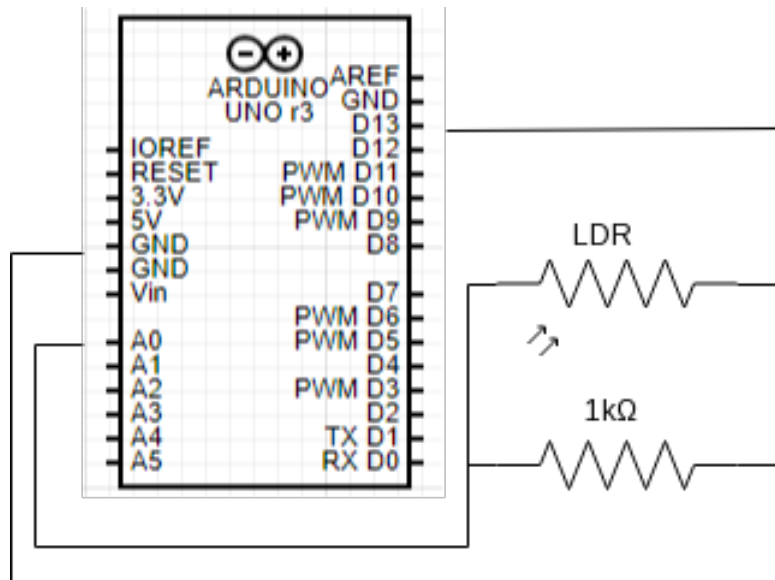 ARDUINO
UNO r3
AREF
GND
D13
D12
PWM D11
PWM D10
PWM D9
D8
D7
PWM D6
PWM D5
D4
PWM D3
D2
TX D1
RX D0
IOREF
RESET
3.3V
5V
GND
GND
Vin
A0
A1
A2
A3
A4
A5
LDR
1kΩ